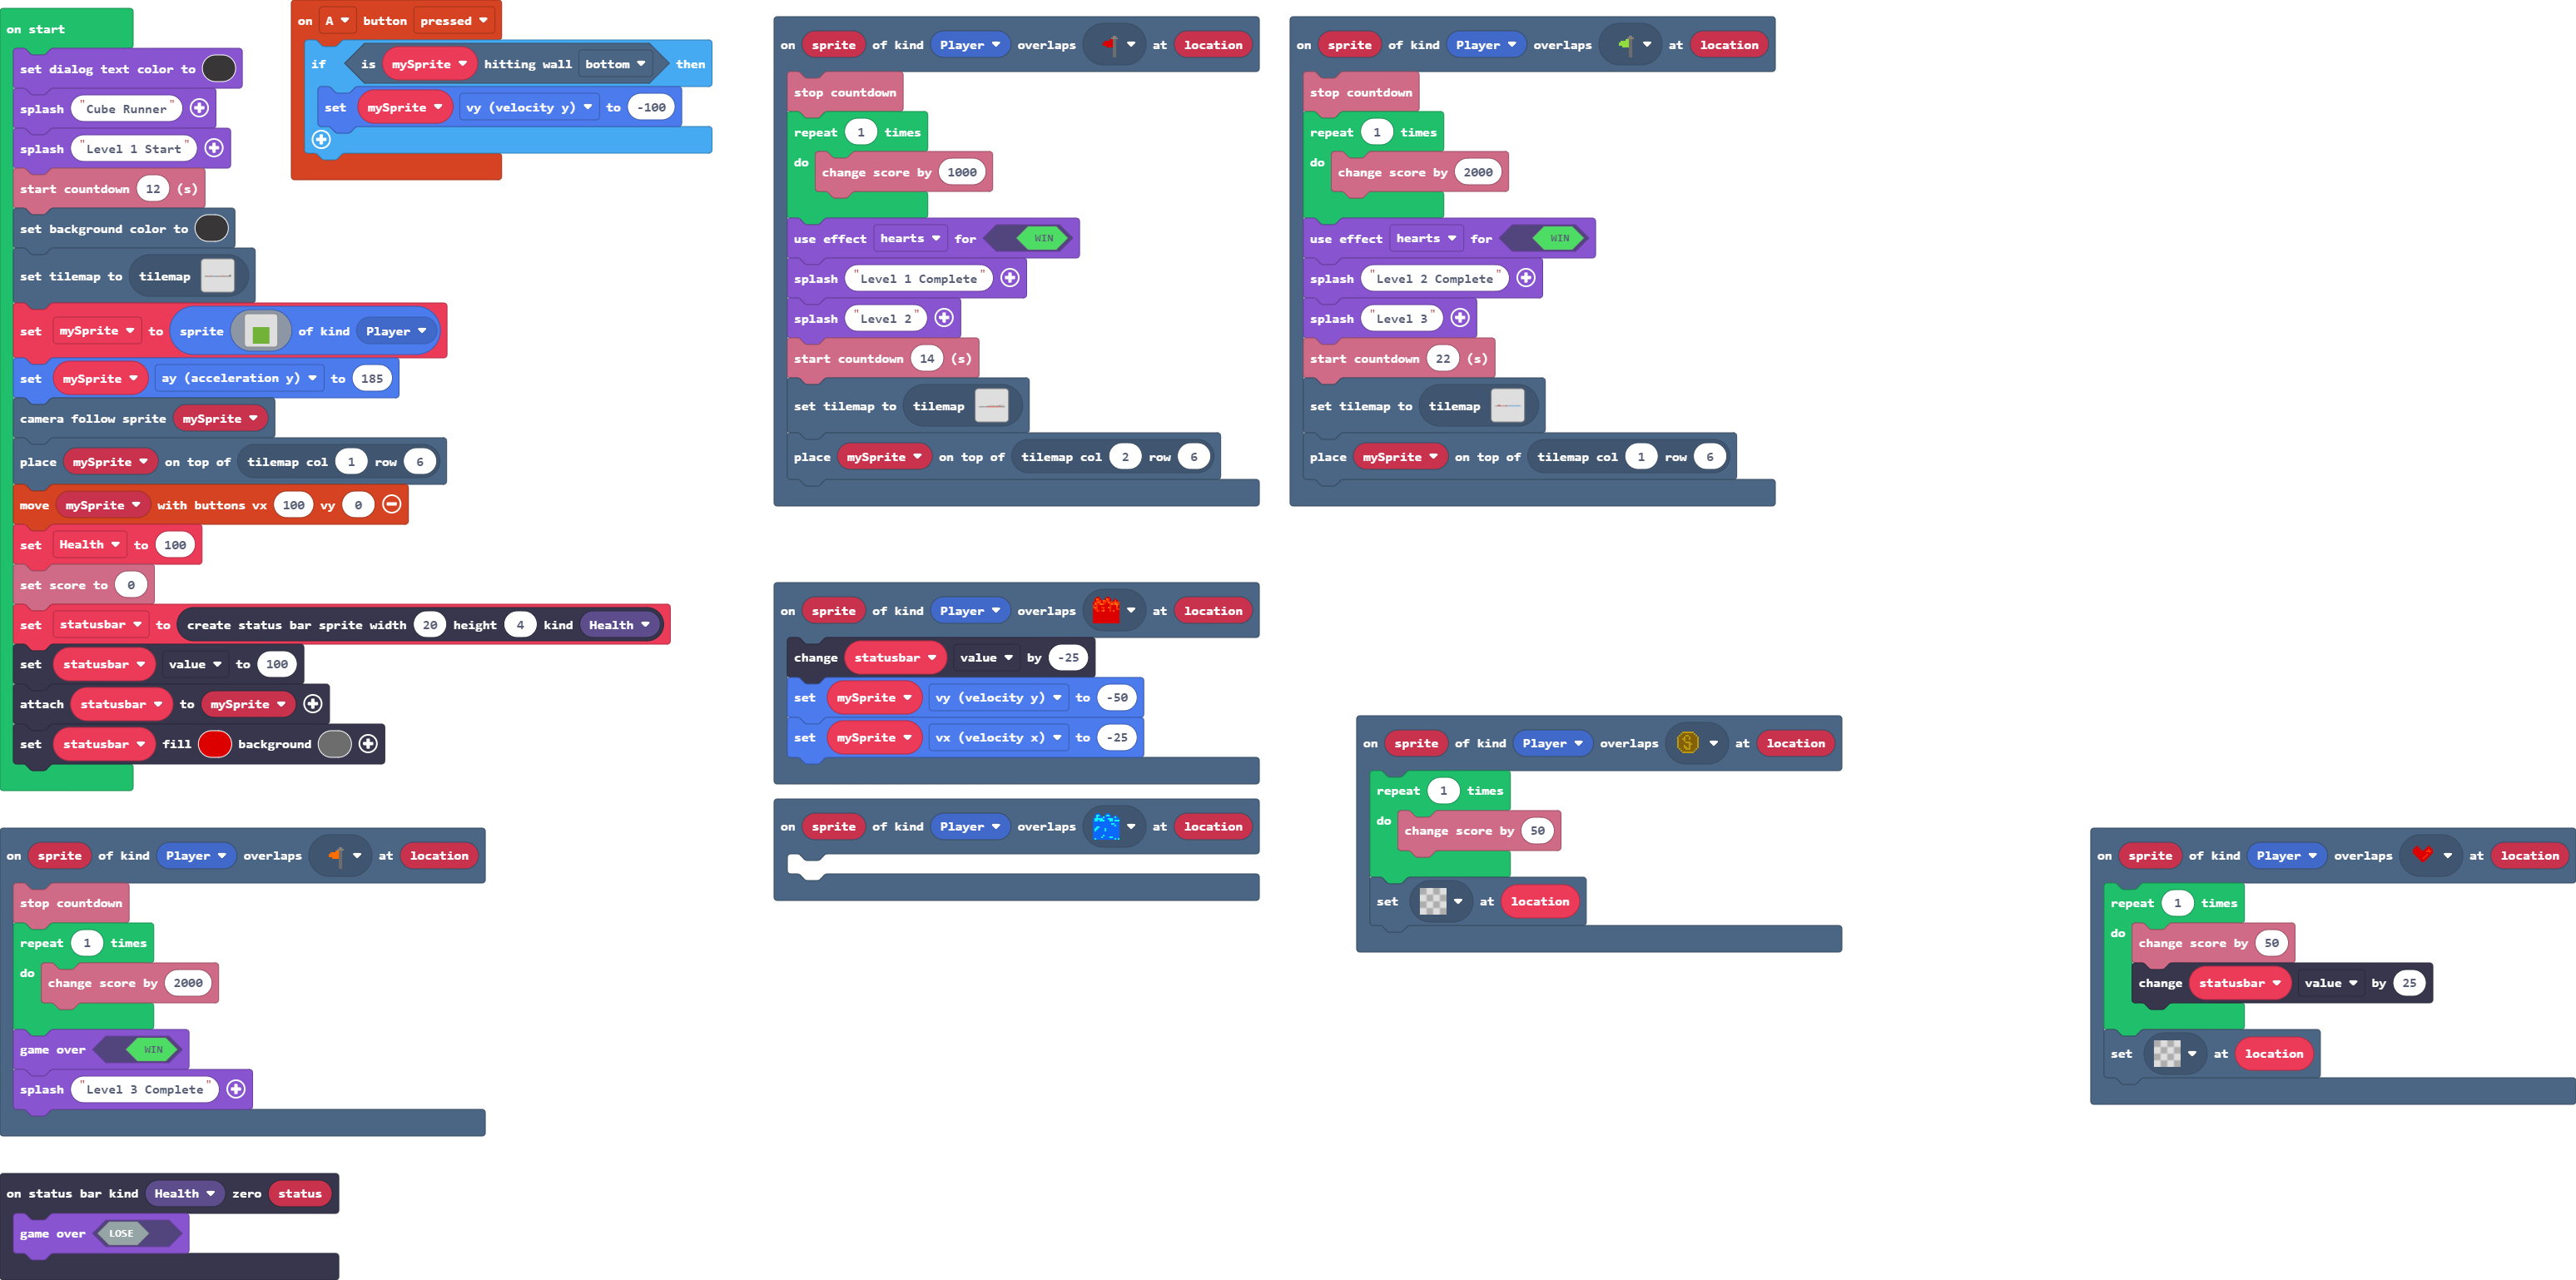 on start
set dialog text color to
splash "Cube Runner"
splash "Level 1 Start"
start countdown 12 (s)
set background color to
set tilemap to tilemap
set mySprite to sprite of kind Player
set mySprite ay (acceleration y) to 185
camera follow sprite mySprite
place mySprite on top of tilemap col 1 row 6
move mySprite with buttons vx 100 vy 0
set Health to 100
set score to 0
set statusbar to create status bar sprite width 20 height 4 kind Health
set statusbar value to 100
attach statusbar to mySprite
set statusbar fill background
on A button pressed
if is mySprite hitting wall bottom then
set mySprite vy (velocity y) to -100
on sprite of kind Player overlaps at location
stop countdown
repeat 1 times
do
change score by 1000
use effect hearts for WIN
splash "Level 1 Complete"
splash "Level 2"
start countdown 14 (s)
set tilemap to tilemap
place mySprite on top of tilemap col 2 row 6
on sprite of kind Player overlaps at location
stop countdown
repeat 1 times
do
change score by 2000
use effect hearts for WIN
splash "Level 2 Complete"
splash "Level 3"
start countdown 22 (s)
set tilemap to tilemap
place mySprite on top of tilemap col 1 row 6
on sprite of kind Player overlaps at location
change statusbar value by -25
set mySprite vy (velocity y) to -50
set mySprite vx (velocity x) to -25
on sprite of kind Player overlaps at location
on sprite of kind Player overlaps at location
repeat 1 times
do
change score by 50
set at location
on sprite of kind Player overlaps at location
repeat 1 times
do
change score by 50
change statusbar value by 25
set at location
on sprite of kind Player overlaps at location
stop countdown
repeat 1 times
do
change score by 2000
game over WIN
splash "Level 3 Complete"
on status bar kind Health zero status
game over LOSE